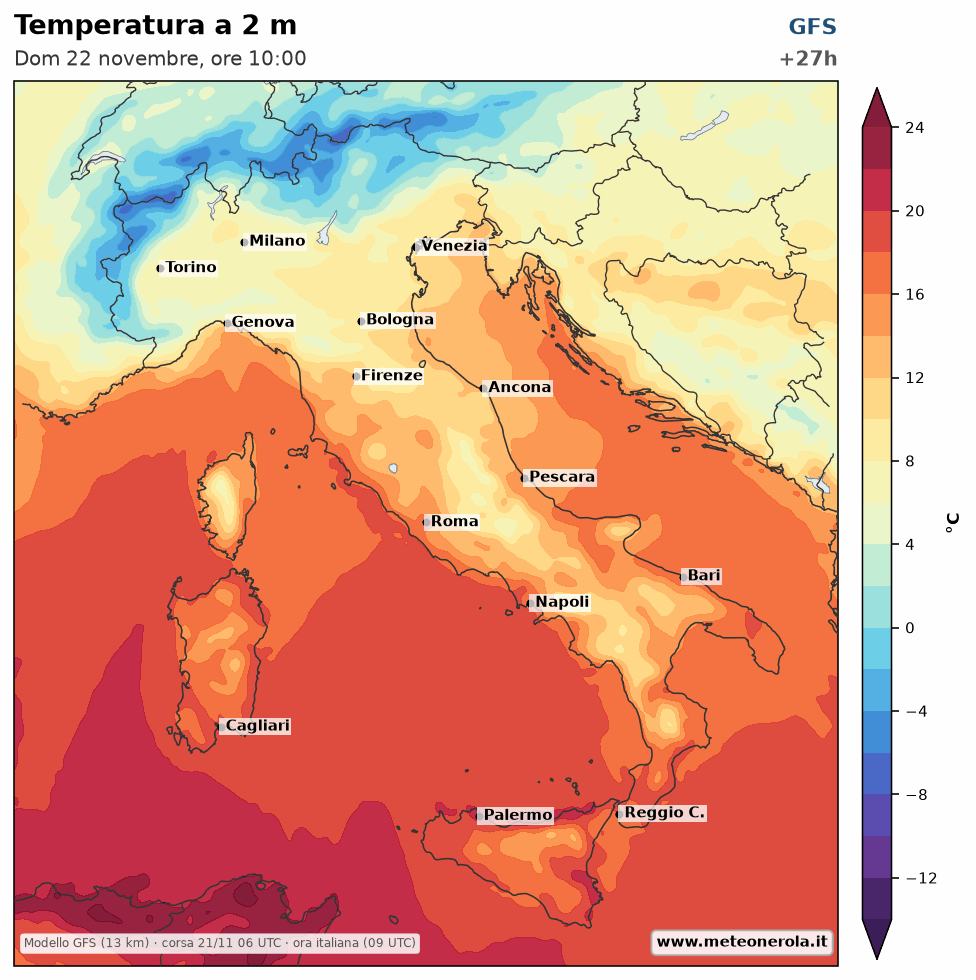 Temperatura a 2 m
GFS
Dom 22 novembre, ore 10:00
+27h
24
20
16
12
8
4
0
−4
−8
−12
°C
Milano
Venezia
Torino
Genova
Bologna
Firenze
Ancona
Pescara
Roma
Bari
Napoli
Cagliari
Palermo
Reggio C.
Modello GFS (13 km) · corsa 21/11 06 UTC · ora italiana (09 UTC)
www.meteonerola.it